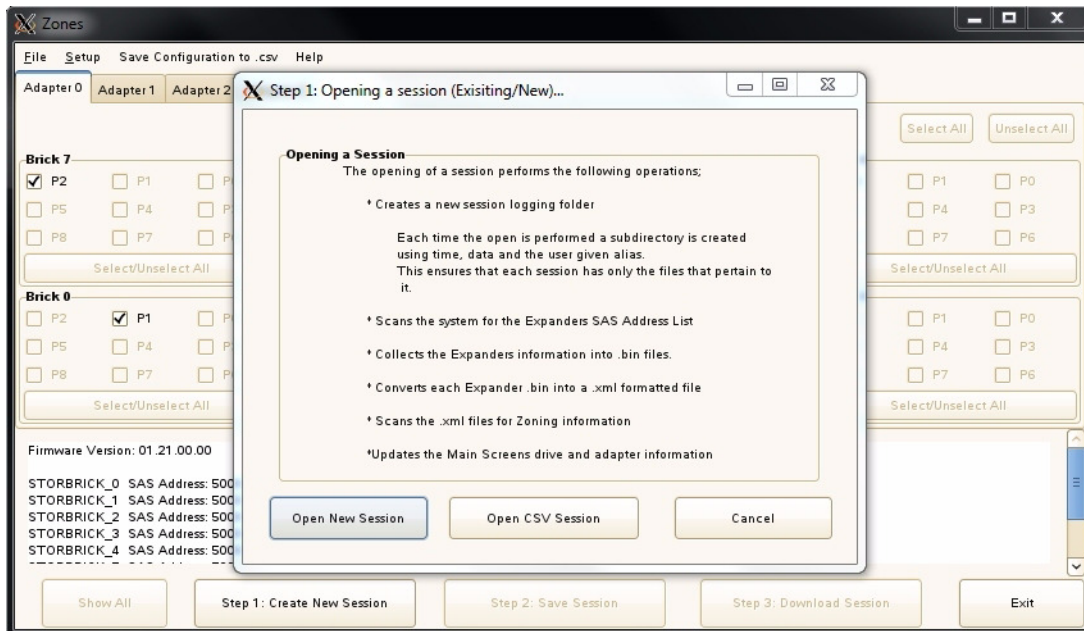 Zones
File Setup Save Configuration to .csv Help
Adapter 0 Adapter 1 Adapter 2
Step 1: Opening a session (Exisiting/New)...
Select All Unselect All
Opening a Session
The opening of a session performs the following operations;
* Creates a new session logging folder
Each time the open is performed a subdirectory is created
using time, data and the user given alias.
This ensures that each session has only the files that pertain to
it.
* Scans the system for the Expanders SAS Address List
* Collects the Expanders information into .bin files.
* Converts each Expander .bin into a .xml formatted file
* Scans the .xml files for Zoning information
*Updates the Main Screens drive and adapter information
Open New Session Open CSV Session Cancel
Brick 7
P2 P1 P1 P0
P5 P4 P4 P3
P8 P7 P7 P6
Select/Unselect All Select/Unselect All
Brick 0
P2 P1 P1 P0
P5 P4 P4 P3
P8 P7 P7 P6
Select/Unselect All Select/Unselect All
Firmware Version: 01.21.00.00
STORBRICK_0 SAS Address: 500
STORBRICK_1 SAS Address: 500
STORBRICK_2 SAS Address: 500
STORBRICK_3 SAS Address: 500
STORBRICK_4 SAS Address: 500
Show All Step 1: Create New Session Step 2: Save Session Step 3: Download Session Exit